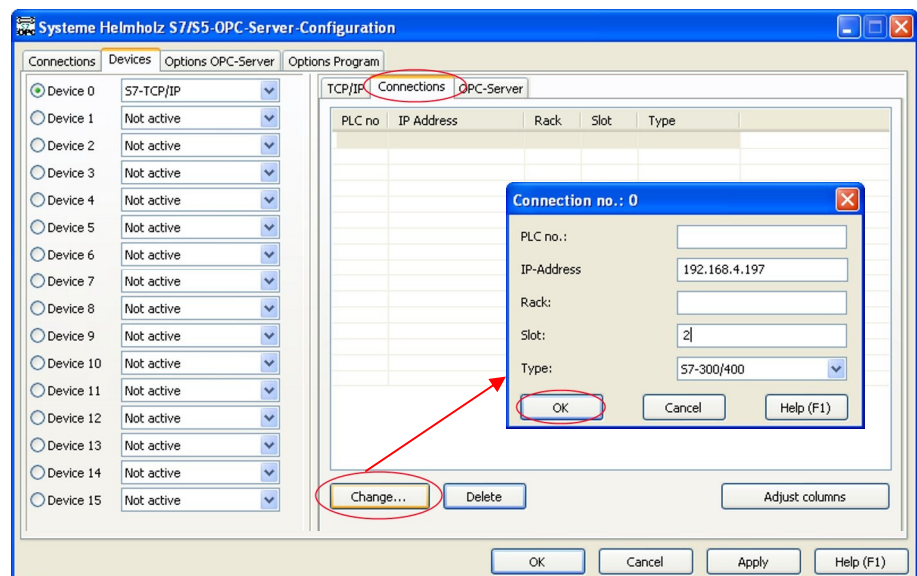 Systeme Helmholz S7/S5-OPC-Server-Configuration
Connections Devices Options OPC-Server Options Program
Device 0 S7-TCP/IP
Device 1 Not active
Device 2 Not active
Device 3 Not active
Device 4 Not active
Device 5 Not active
Device 6 Not active
Device 7 Not active
Device 8 Not active
Device 9 Not active
Device 10 Not active
Device 11 Not active
Device 12 Not active
Device 13 Not active
Device 14 Not active
Device 15 Not active
TCP/IP Connections OPC-Server
PLC no IP Address Rack Slot Type
Connection no.: 0
PLC no.:
IP-Address 192.168.4.197
Rack:
Slot: 2
Type: S7-300/400
OK Cancel Help (F1)
Change... Delete Adjust columns
OK Cancel Apply Help (F1)